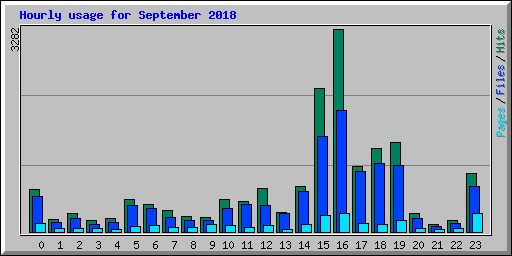 Hourly usage for September 2018
3282
Pages / Files / Hits
0 1 2 3 4 5 6 7 8 9 10 11 12 13 14 15 16 17 18 19 20 21 22 23